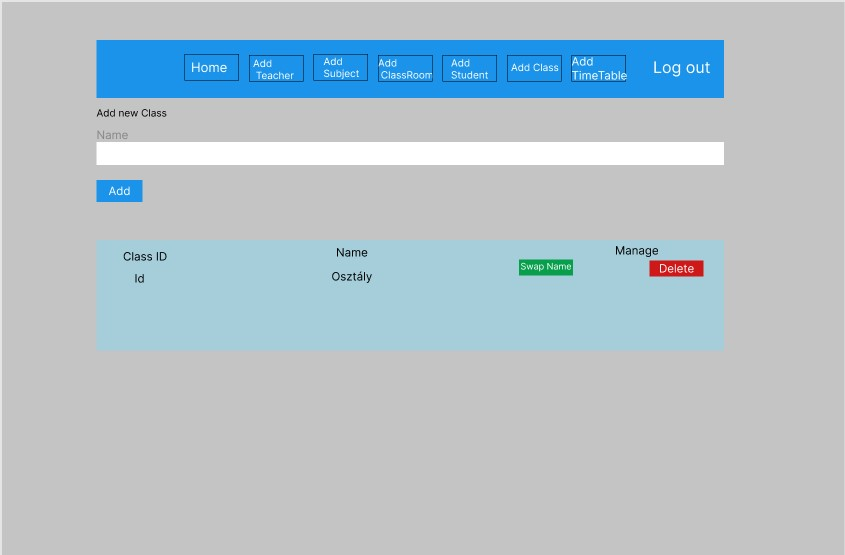 Home
Add
Teacher
Add
Subject
Add
ClassRoom
Add
Student
Add Class
Add
TimeTable
Log out
Add new Class
Name
Add
Class ID
Name
Manage
Id
Osztály
Swap Name
Delete